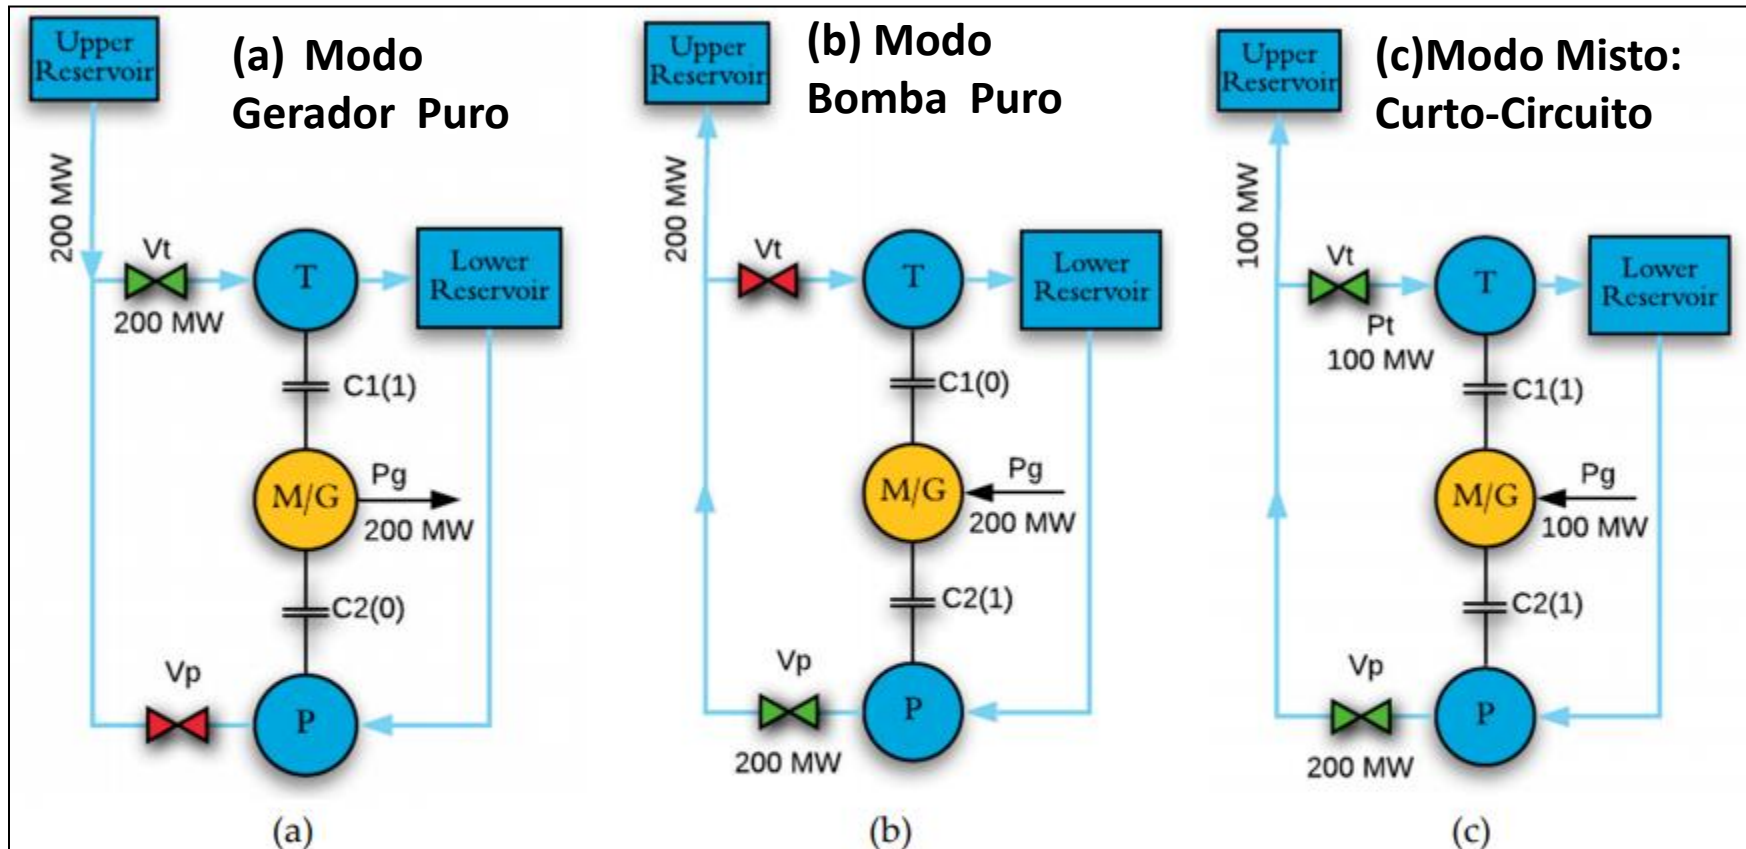 Upper
Reservoir
(a) Modo
Gerador Puro
200 MW
Vt
200 MW
T
Lower
Reservoir
C1(1)
M/G
Pg
200 MW
C2(0)
Vp
P
(a)
Upper
Reservoir
(b) Modo
Bomba Puro
200 MW
Vt
T
Lower
Reservoir
C1(0)
M/G
Pg
200 MW
C2(1)
Vp
200 MW
P
(b)
Upper
Reservoir
(c)Modo Misto:
Curto-Circuito
100 MW
Vt
Pt
100 MW
T
Lower
Reservoir
C1(1)
M/G
Pg
100 MW
C2(1)
Vp
200 MW
P
(c)